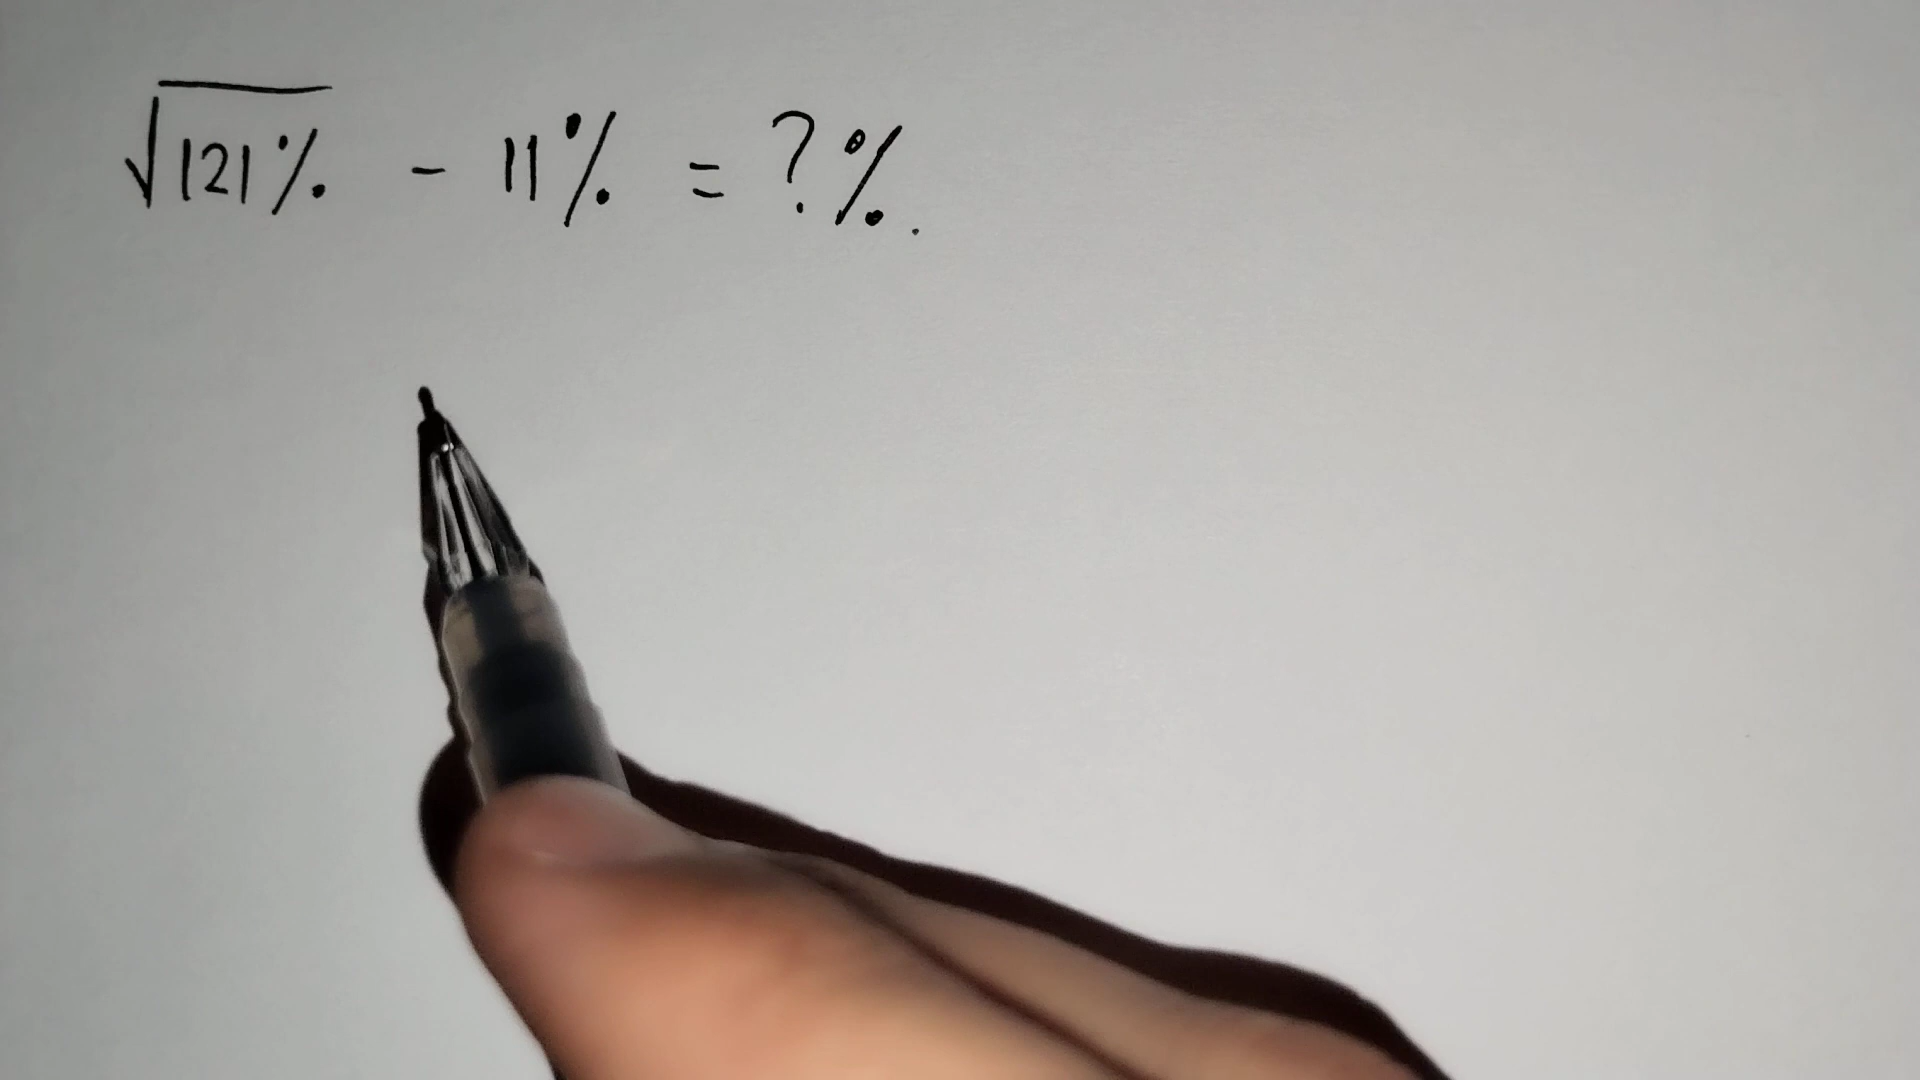 √121% - 11% = ?%.